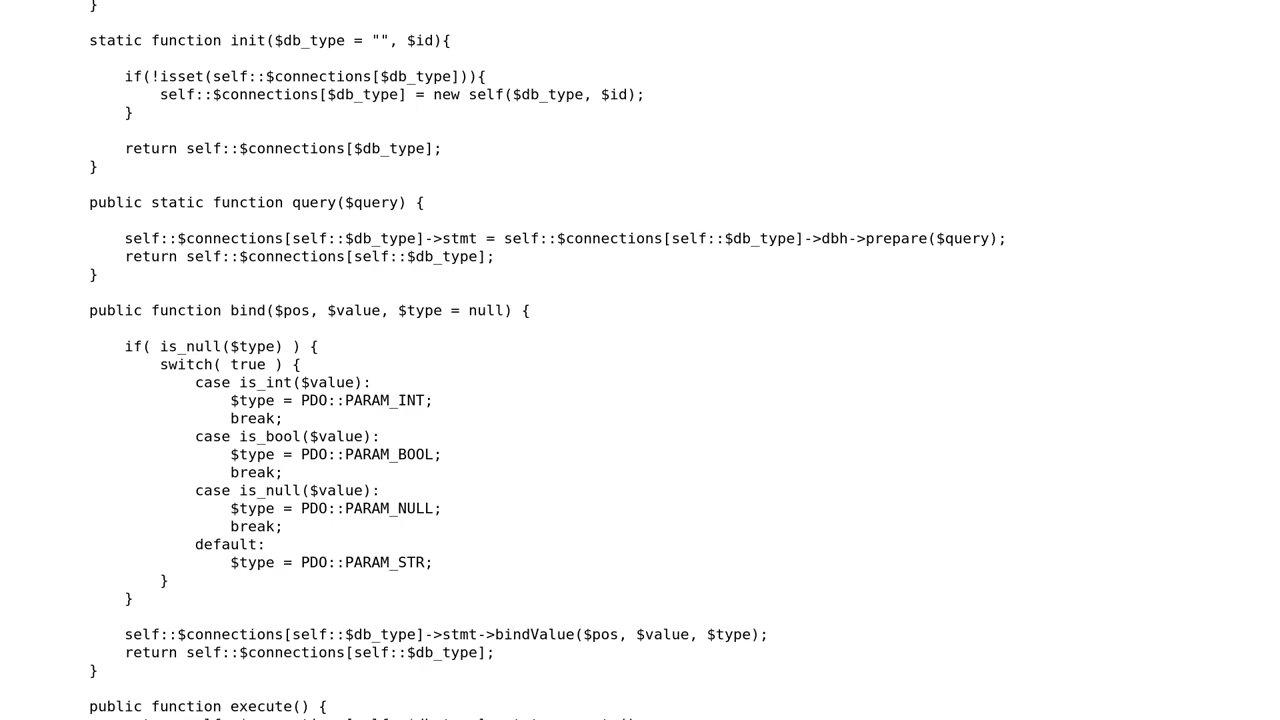 }
static function init($db_type = "", $id){
if(!isset(self::$connections[$db_type])){
self::$connections[$db_type] = new self($db_type, $id);
}
return self::$connections[$db_type];
}
public static function query($query) {
self::$connections[self::$db_type]->stmt = self::$connections[self::$db_type]->dbh->prepare($query);
return self::$connections[self::$db_type];
}
public function bind($pos, $value, $type = null) {
if( is_null($type) ) {
switch( true ) {
case is_int($value):
$type = PDO::PARAM_INT;
break;
case is_bool($value):
$type = PDO::PARAM_BOOL;
break;
case is_null($value):
$type = PDO::PARAM_NULL;
break;
default:
$type = PDO::PARAM_STR;
}
}
self::$connections[self::$db_type]->stmt->bindValue($pos, $value, $type);
return self::$connections[self::$db_type];
}
public function execute() {